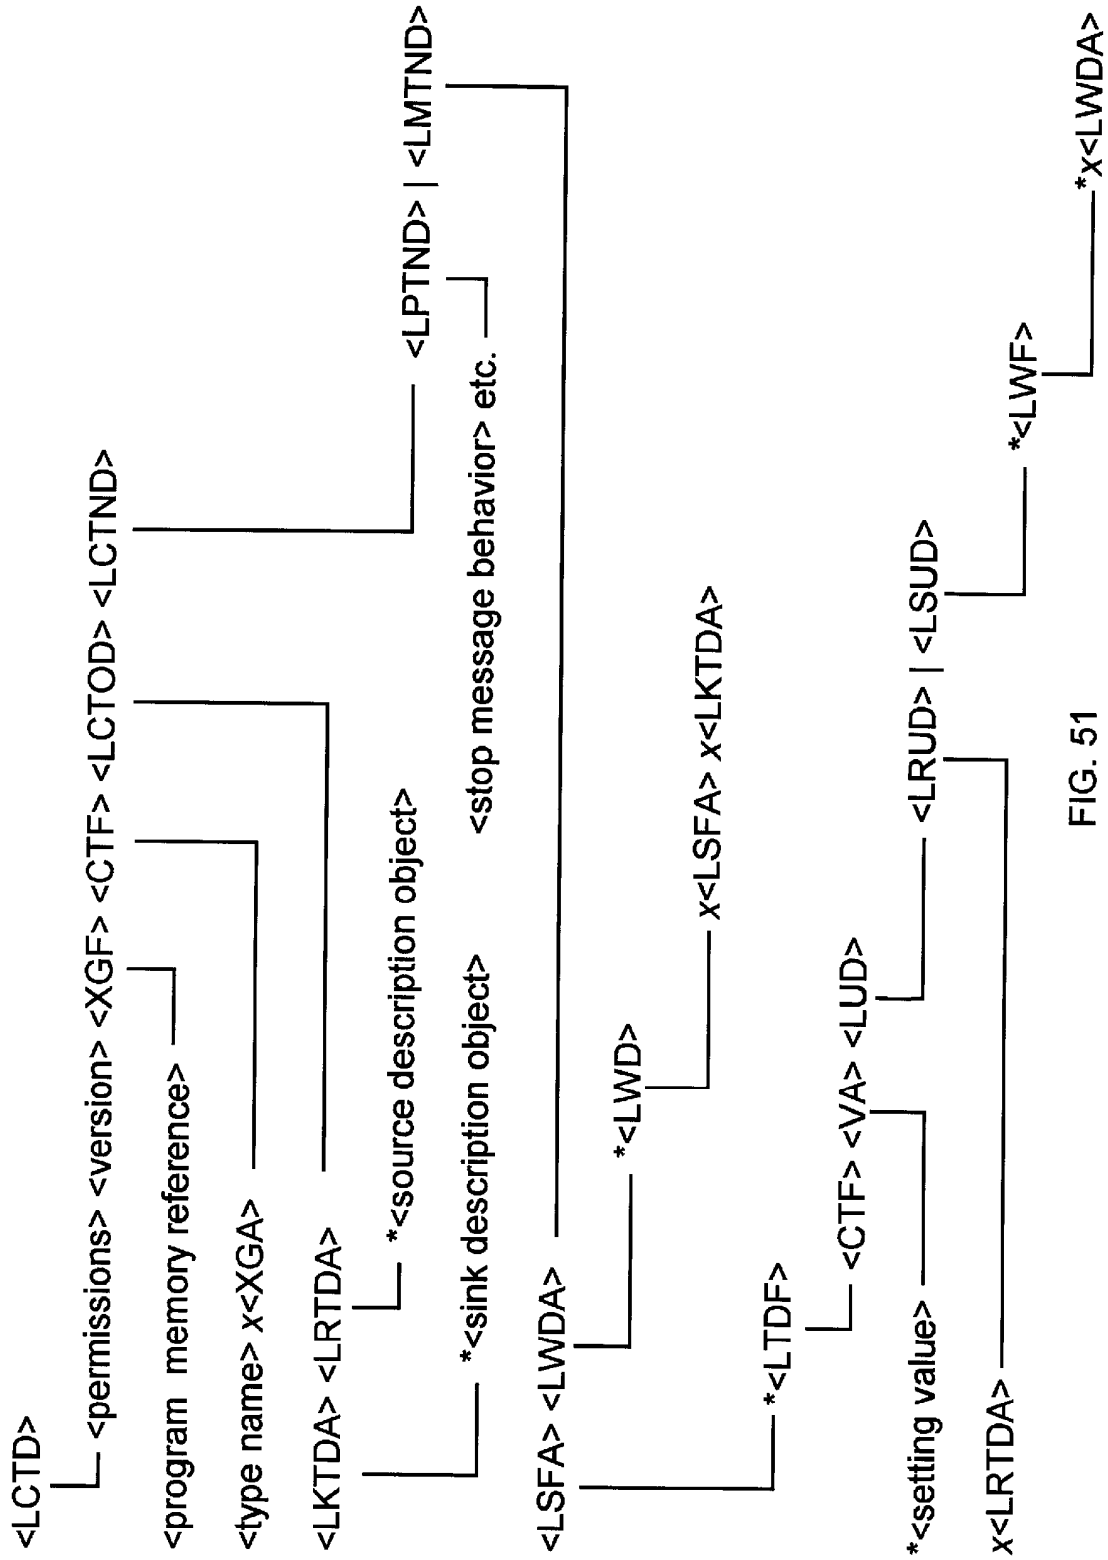 <LCTD>
<permissions> <version> <XGF> <CTF> <LCTOD> <LCTND>
<program memory reference>
<type name> x<XGA>
<LKTDA> <LRTDA>
*<source description object>
<LPTND> | <LMTND>
*<sink description object>
<stop message behavior> etc.
<LSFA> <LWDA>
*<LWD>
x<LSFA> x<LKTDA>
*<LTDF>
<CTF> <VA> <LUD>
*<setting value>
<LRUD> | <LSUD>
x<LRTDA>
*<LWF>
*x<LWDA>
FIG. 51